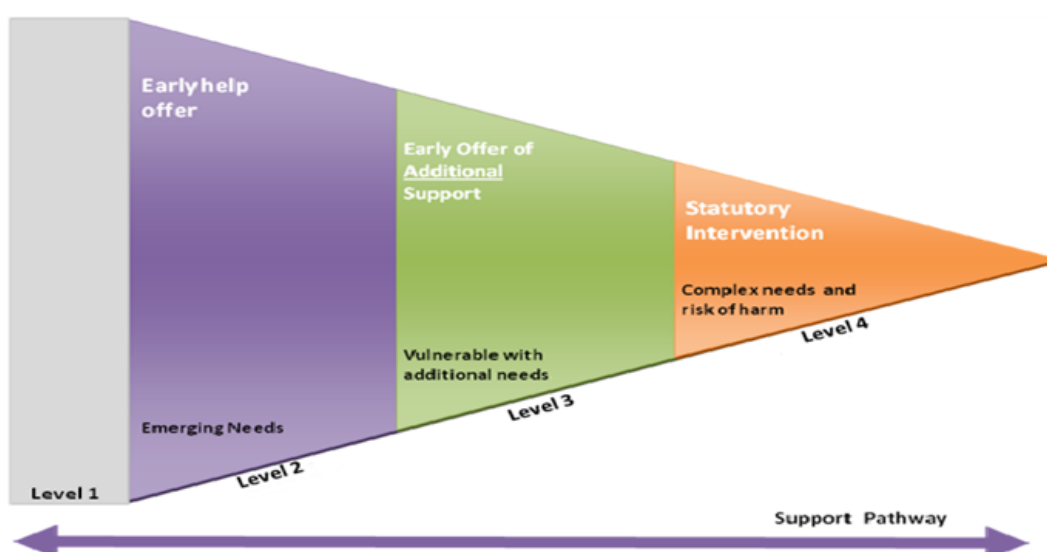 Early help
offer
Early Offer of
Additional
Support
Statutory
Intervention
Complex needs and
risk of harm
Level 4
Vulnerable with
additional needs
Level 3
Emerging Needs
Level 2
Level 1
Support Pathway